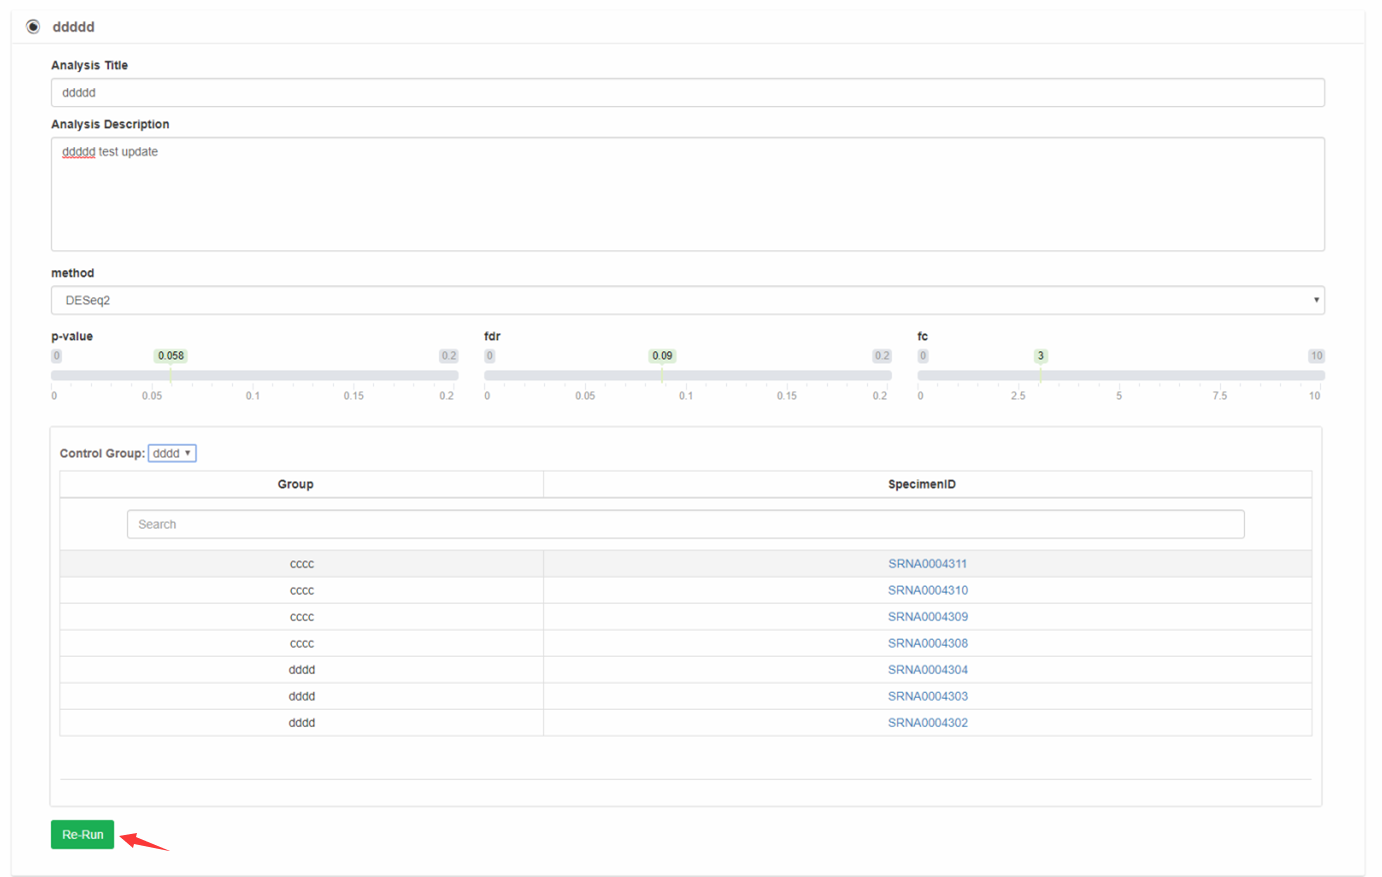 ddddd
Analysis Title
ddddd
Analysis Description
ddddd test update
method
DESeq2
p-value fdr fc
0 0.058 0.2 0 0.09 0.2 0 3 10
0 0.05 0.1 0.15 0.2 0 0.05 0.1 0.15 0.2 0 2.5 5 7.5 10
Control Group: dddd
Group SpecimenID
Search
cccc SRNA0004311
cccc SRNA0004310
cccc SRNA0004309
cccc SRNA0004308
dddd SRNA0004304
dddd SRNA0004303
dddd SRNA0004302
Re-Run